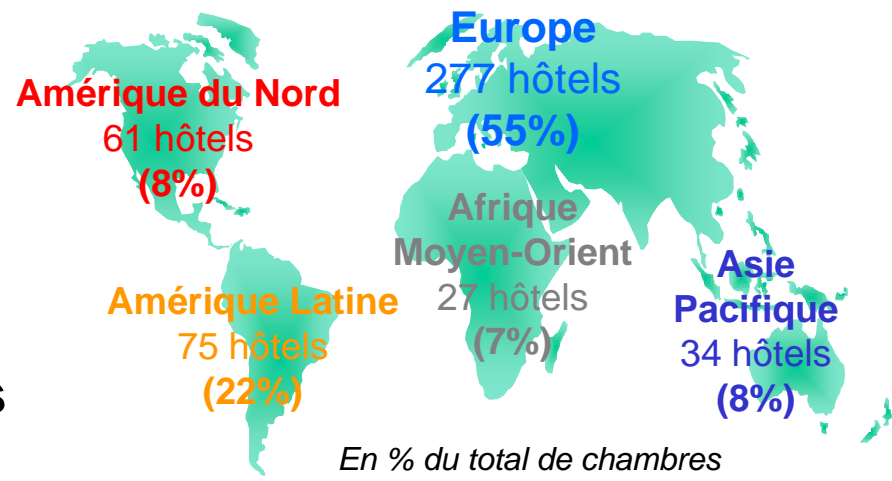 Europe
277 hôtels
(55%)
Amérique du Nord
61 hôtels
(8%)
Afrique
Moyen-Orient
27 hôtels
(7%)
Asie
Pacifique
34 hôtels
(8%)
Amérique Latine
75 hôtels
(22%)
s
En % du total de chambres